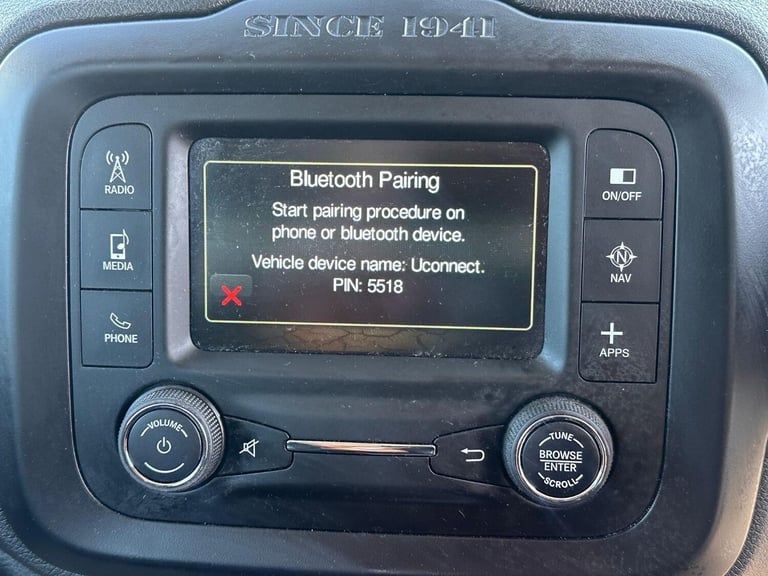 SINCE 1941
RADIO
MEDIA
PHONE
Bluetooth Pairing
Start pairing procedure on
phone or bluetooth device.
Vehicle device name: Uconnect.
PIN: 5518
ON/OFF
N
NAV
APPS
VOLUME
TUNE
BROWSE
ENTER
SCROLL